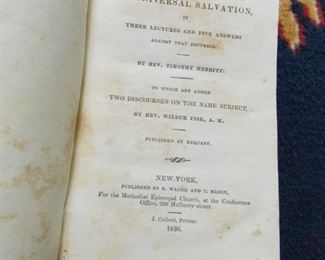 UNIVERSAL SALVATION,
IN
THREE LECTURES AND FIVE ANSWERS
AGAINST THAT DOCTRINE.
BY REV. TIMOTHY MERRITT:
TO WHICH ARE ADDED
TWO DISCOURSES ON THE SAME SUBJECT,
BY REV. WILBUR FISK, A. M.
PUBLISHED BY REQUEST.
NEW-YORK,
PUBLISHED BY B. WAUGH AND T. MASON,
For the Methodist Episcopal Church, at the Conference
Office, 200 Mulberry-street.
J. Collord, Printer.
1836.